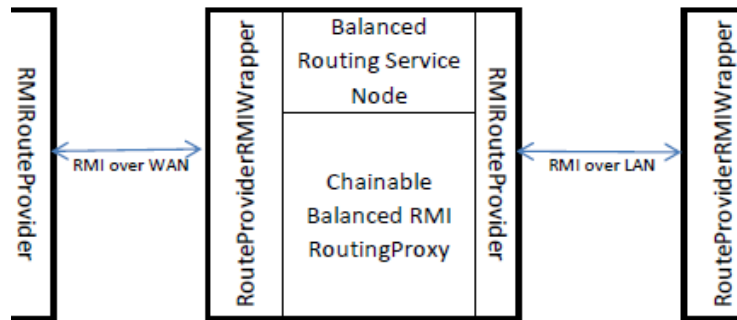 RMIRouteProvider
RMI over WAN
RouteProviderRMIWrapper
Balanced
Routing Service
Node
Chainable
Balanced RMI
RoutingProxy
RMIRouteProvider
RMI over LAN
RouteProviderRMIWrapper